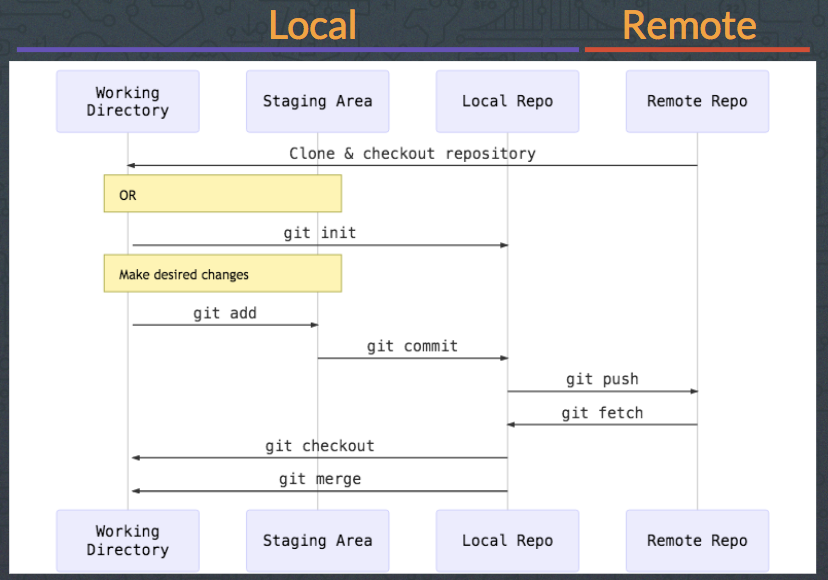 Local
Remote
Working
Directory
Staging Area
Local Repo
Remote Repo
Clone & checkout repository
OR
git init
Make desired changes
git add
git commit
git push
git fetch
git checkout
git merge
Working
Directory
Staging Area
Local Repo
Remote Repo